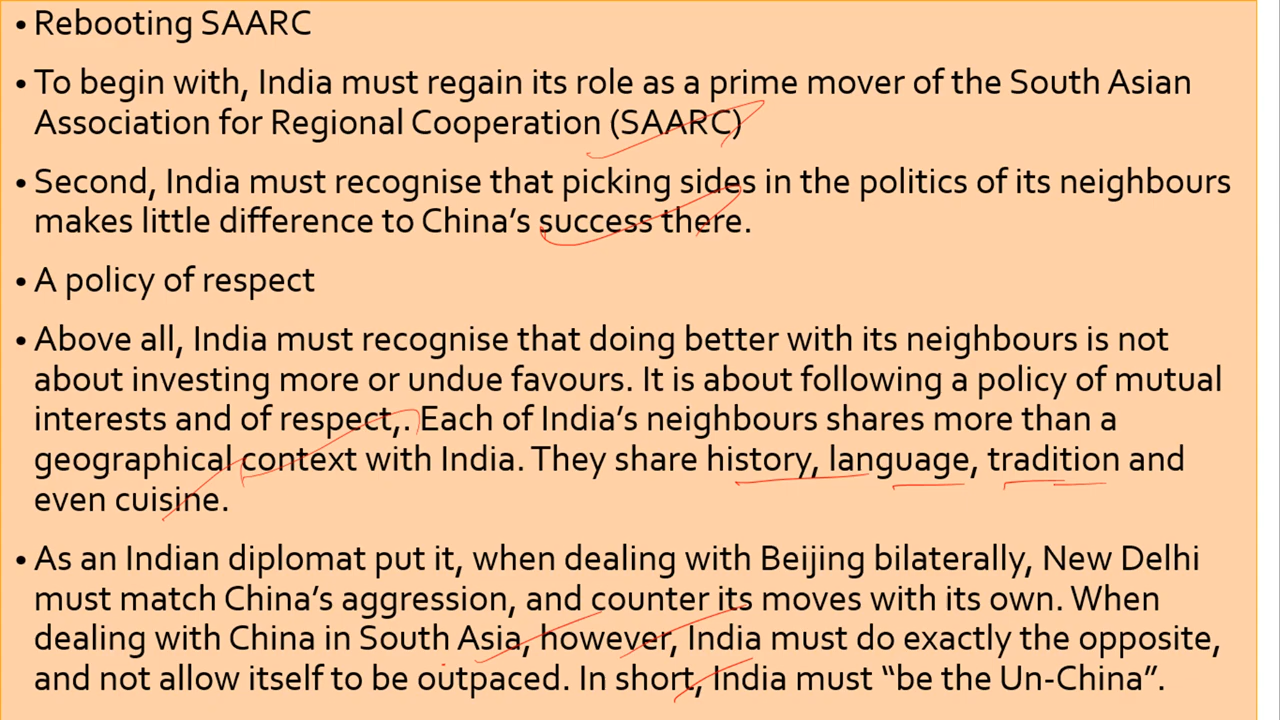 • Rebooting SAARC
• To begin with, India must regain its role as a prime mover of the South Asian
Association for Regional Cooperation (SAARC)
• Second, India must recognise that picking sides in the politics of its neighbours
makes little difference to China’s success there.
• A policy of respect
• Above all, India must recognise that doing better with its neighbours is not
about investing more or undue favours. It is about following a policy of mutual
interests and of respect,. Each of India’s neighbours shares more than a
geographical context with India. They share history, language, tradition and
even cuisine.
• As an Indian diplomat put it, when dealing with Beijing bilaterally, New Delhi
must match China’s aggression, and counter its moves with its own. When
dealing with China in South Asia, however, India must do exactly the opposite,
and not allow itself to be outpaced. In short, India must “be the Un-China”.